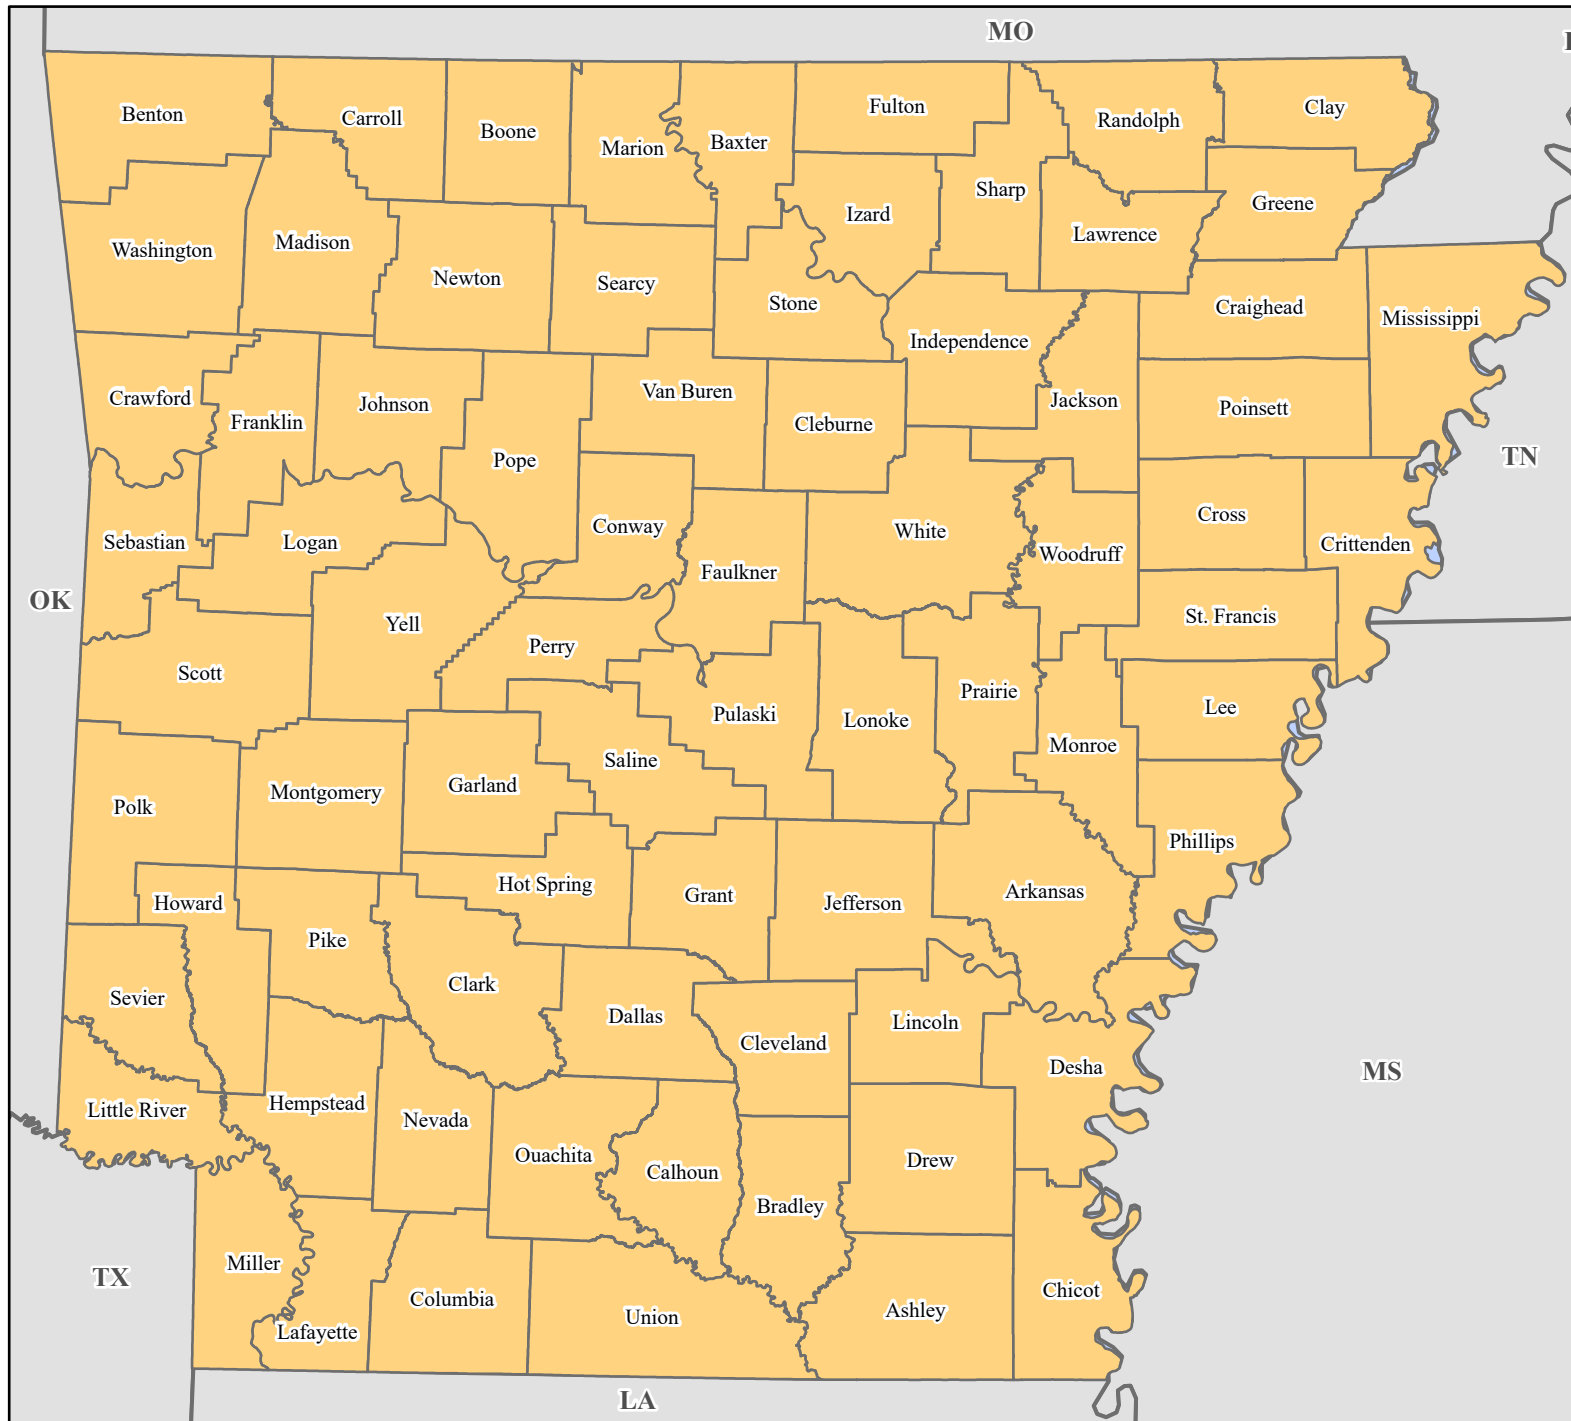 MO
Benton
Carroll
Boone
Marion
Baxter
Fulton
Randolph
Clay
Sharp
Izard
Greene
Lawrence
Washington
Madison
Newton
Searcy
Stone
Craighead
Mississippi
Independence
Crawford
Franklin
Johnson
Van Buren
Cleburne
Jackson
Poinsett
Pope
TN
Sebastian
Logan
Conway
Faulkner
White
Woodruff
Cross
Crittenden
OK
Yell
Perry
St. Francis
Scott
Pulaski
Lonoke
Prairie
Lee
Monroe
Saline
Garland
Montgomery
Polk
Phillips
Hot Spring
Grant
Jefferson
Arkansas
Howard
Pike
Clark
Sevier
Dallas
Cleveland
Lincoln
Desha
MS
Little River
Hempstead
Nevada
Ouachita
Calhoun
Drew
Bradley
TX
Miller
Lafayette
Columbia
Union
Ashley
Chicot
LA